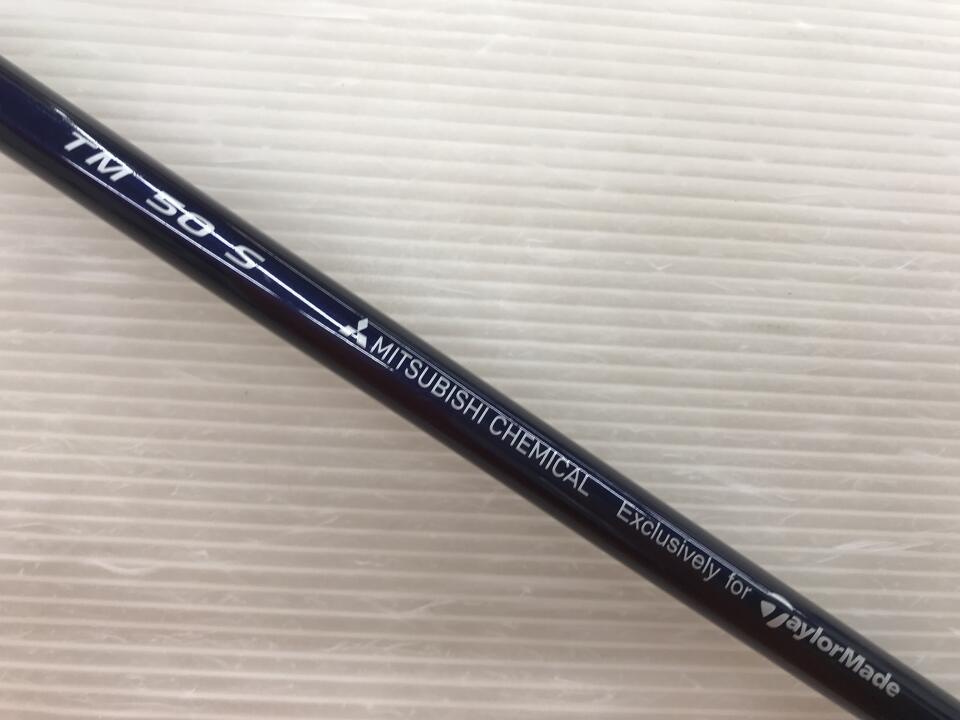 TM 50 S MITSUBISHI CHEMICAL Exclusively for TaylorMade